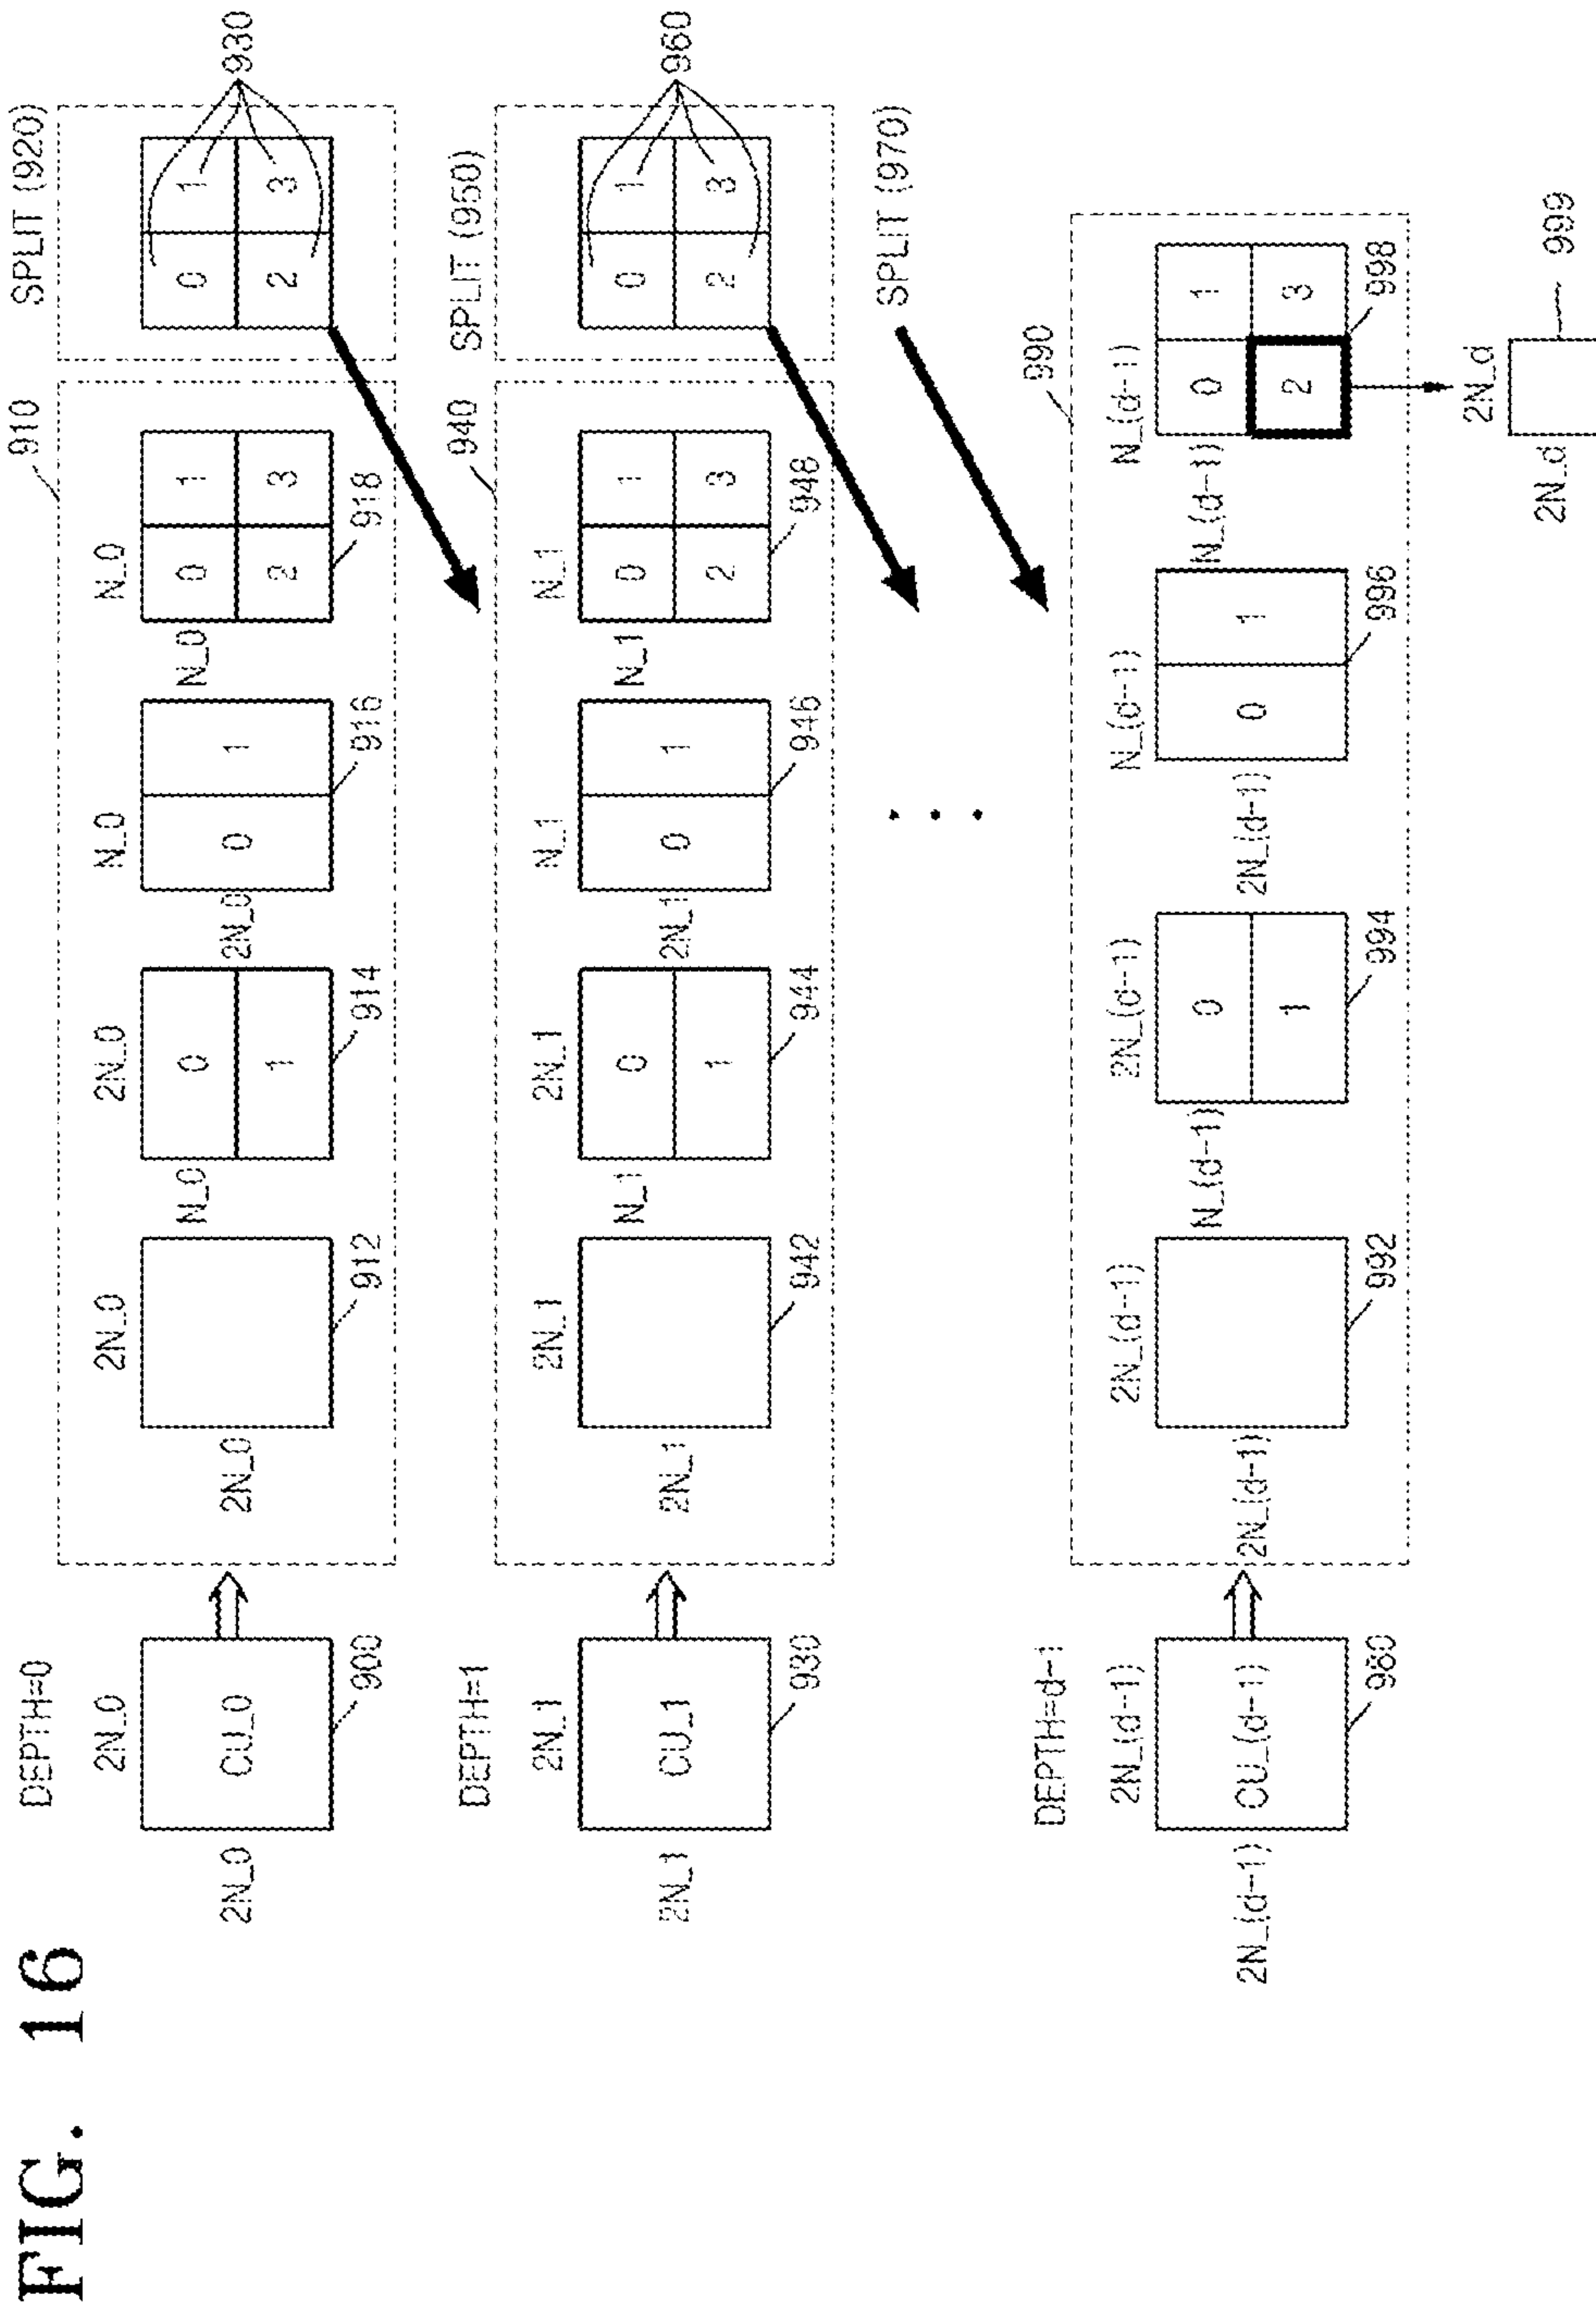 FIG. 16
DEPTH=0
2N_0
2N_0
CU_0
900
910
2N_0
2N_0
912
2N_0
N_0
0
1
914
N_0
2N_0
0
1
916
N_0
N_0
0
1
2
3
918
SPLIT (920)
0
1
2
3
930
DEPTH=1
2N_1
2N_1
CU_1
930
940
2N_1
2N_1
942
2N_1
N_1
0
1
944
N_1
2N_1
0
1
946
N_1
N_1
0
1
2
3
948
SPLIT (950)
0
1
2
3
960
SPLIT (970)
DEPTH=d-1
2N_(d-1)
2N_(d-1)
CU_(d-1)
980
990
2N_(d-1)
2N_(d-1)
992
2N_(d-1)
N_(d-1)
0
1
994
N_(d-1)
2N_(d-1)
0
1
996
N_(d-1)
N_(d-1)
0
1
2
3
998
2N_d
2N_d
999